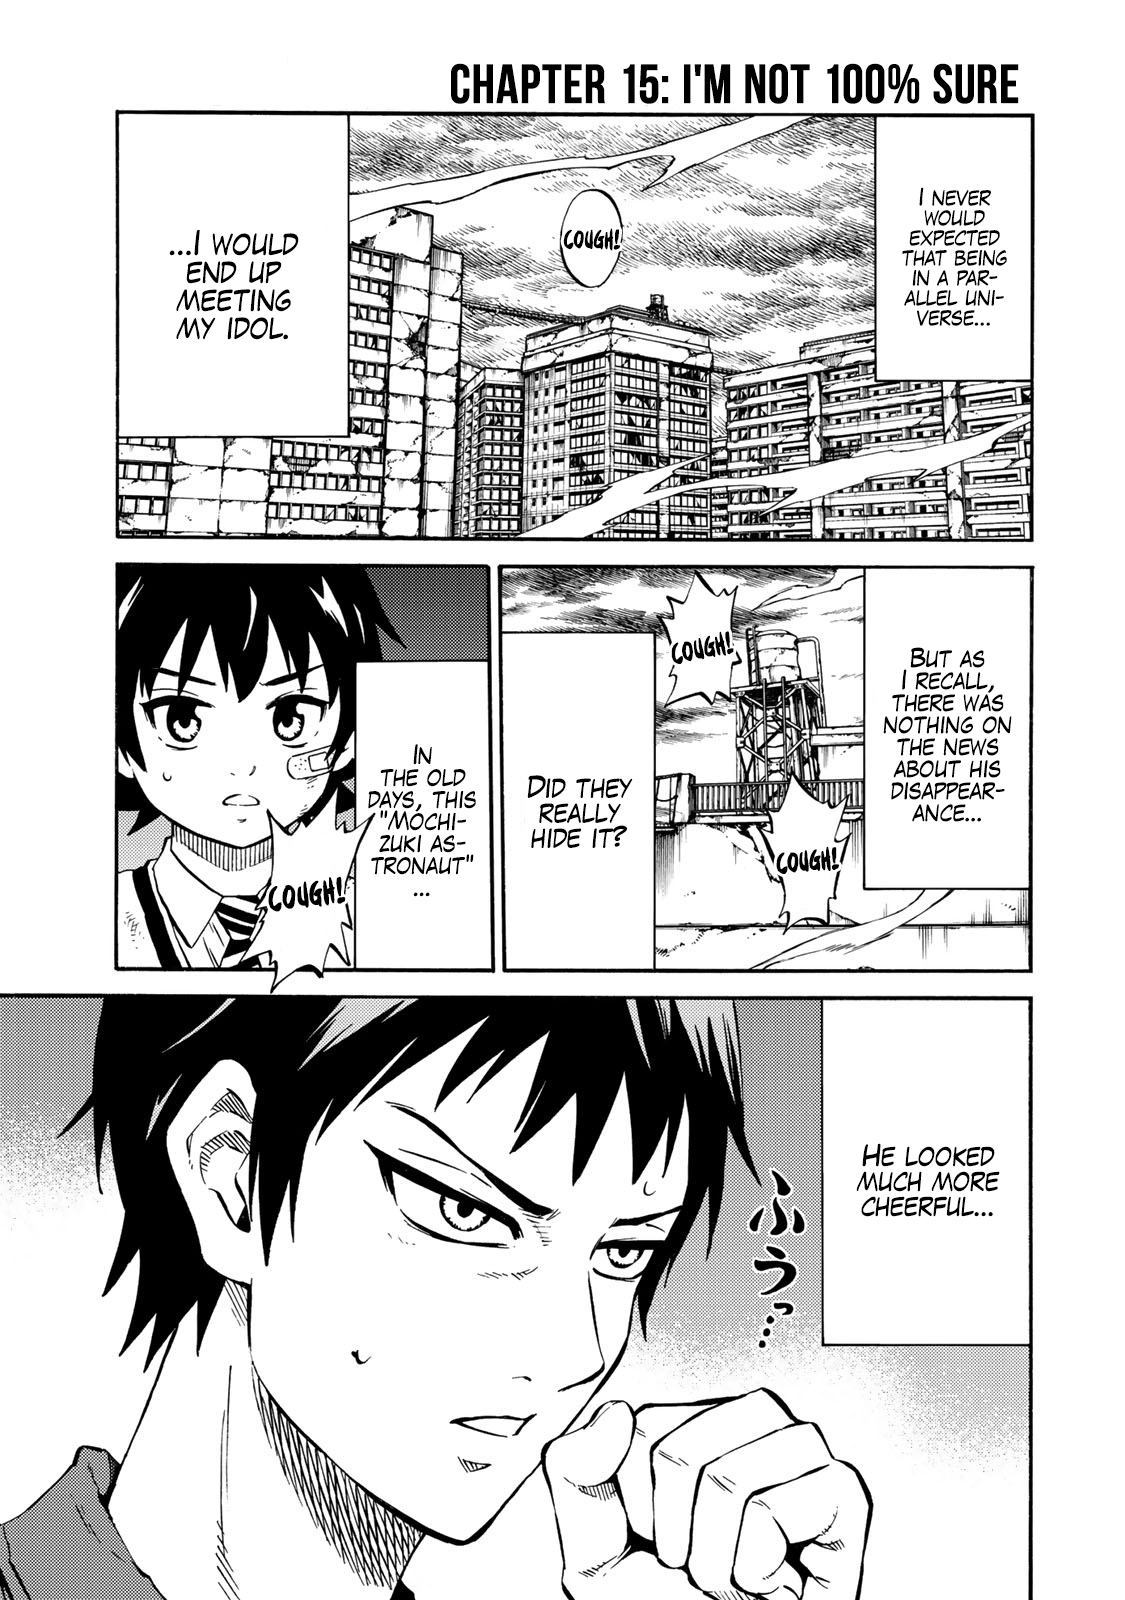 CHAPTER 15: I'M NOT 100% SURE
I NEVER
WOULD
EXPECTED
THAT BEING
IN A PAR-
ALLEL UNI-
VERSE...
COUGH!
...I WOULD
END UP
MEETING
MY IDOL.
BUT AS
I RECALL,
THERE WAS
NOTHING ON
THE NEWS
ABOUT HIS
DISAPPEAR-
ANCE...
COUGH!
COUGH!
DID THEY
REALLY
HIDE IT?
IN
THE OLD
DAYS, THIS
"MOCHI-
ZUKI AS-
TRONAUT"
...
COUGH!
HE LOOKED
MUCH MORE
CHEERFUL...
ふうっ…